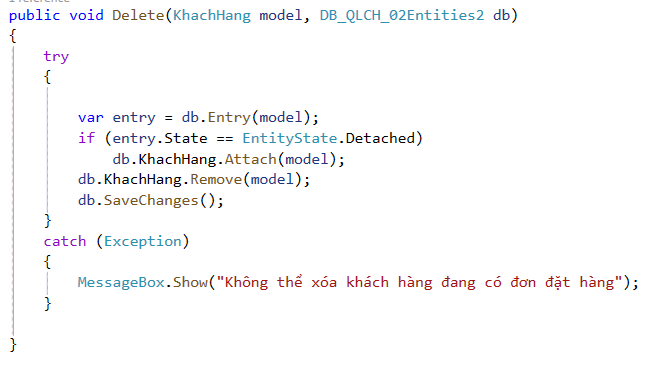 1 reference
public void Delete(KhachHang model, DB_QLCH_02Entities2 db)
{
try
{
var entry = db.Entry(model);
if (entry.State == EntityState.Detached)
db.KhachHang.Attach(model);
db.KhachHang.Remove(model);
db.SaveChanges();
}
catch (Exception)
{
MessageBox.Show("Không thể xóa khách hàng đang có đơn đặt hàng");
}
}